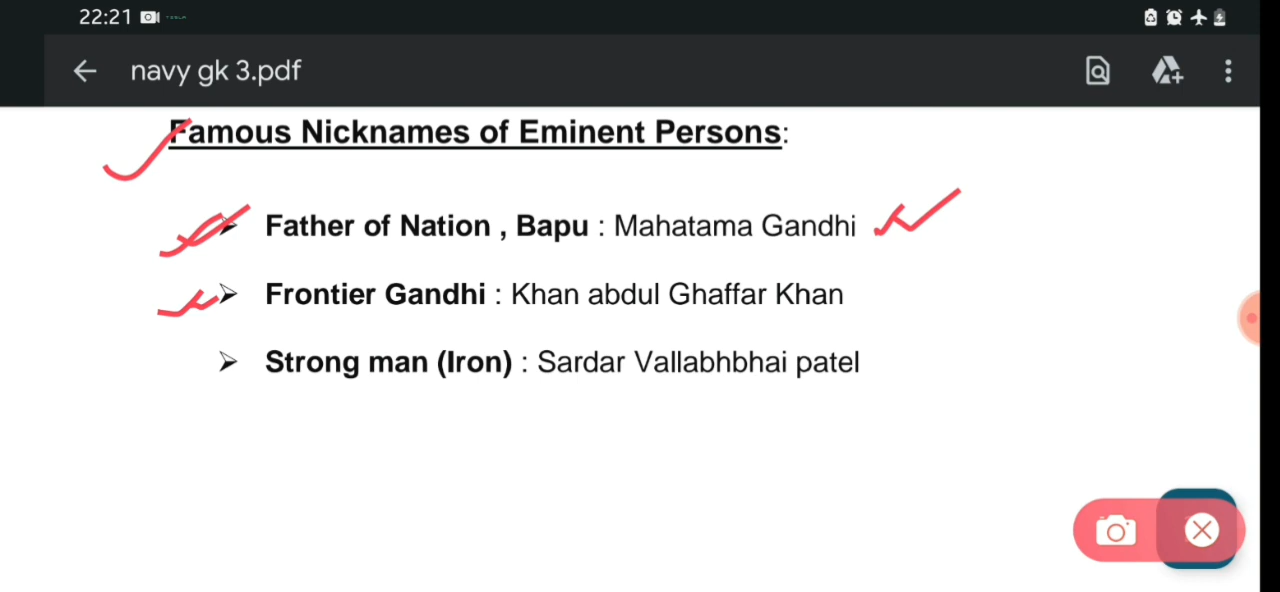 22:21
navy gk 3.pdf
Famous Nicknames of Eminent Persons:
➢ Father of Nation , Bapu : Mahatama Gandhi
➢ Frontier Gandhi : Khan abdul Ghaffar Khan
➢ Strong man (Iron) : Sardar Vallabhbhai patel